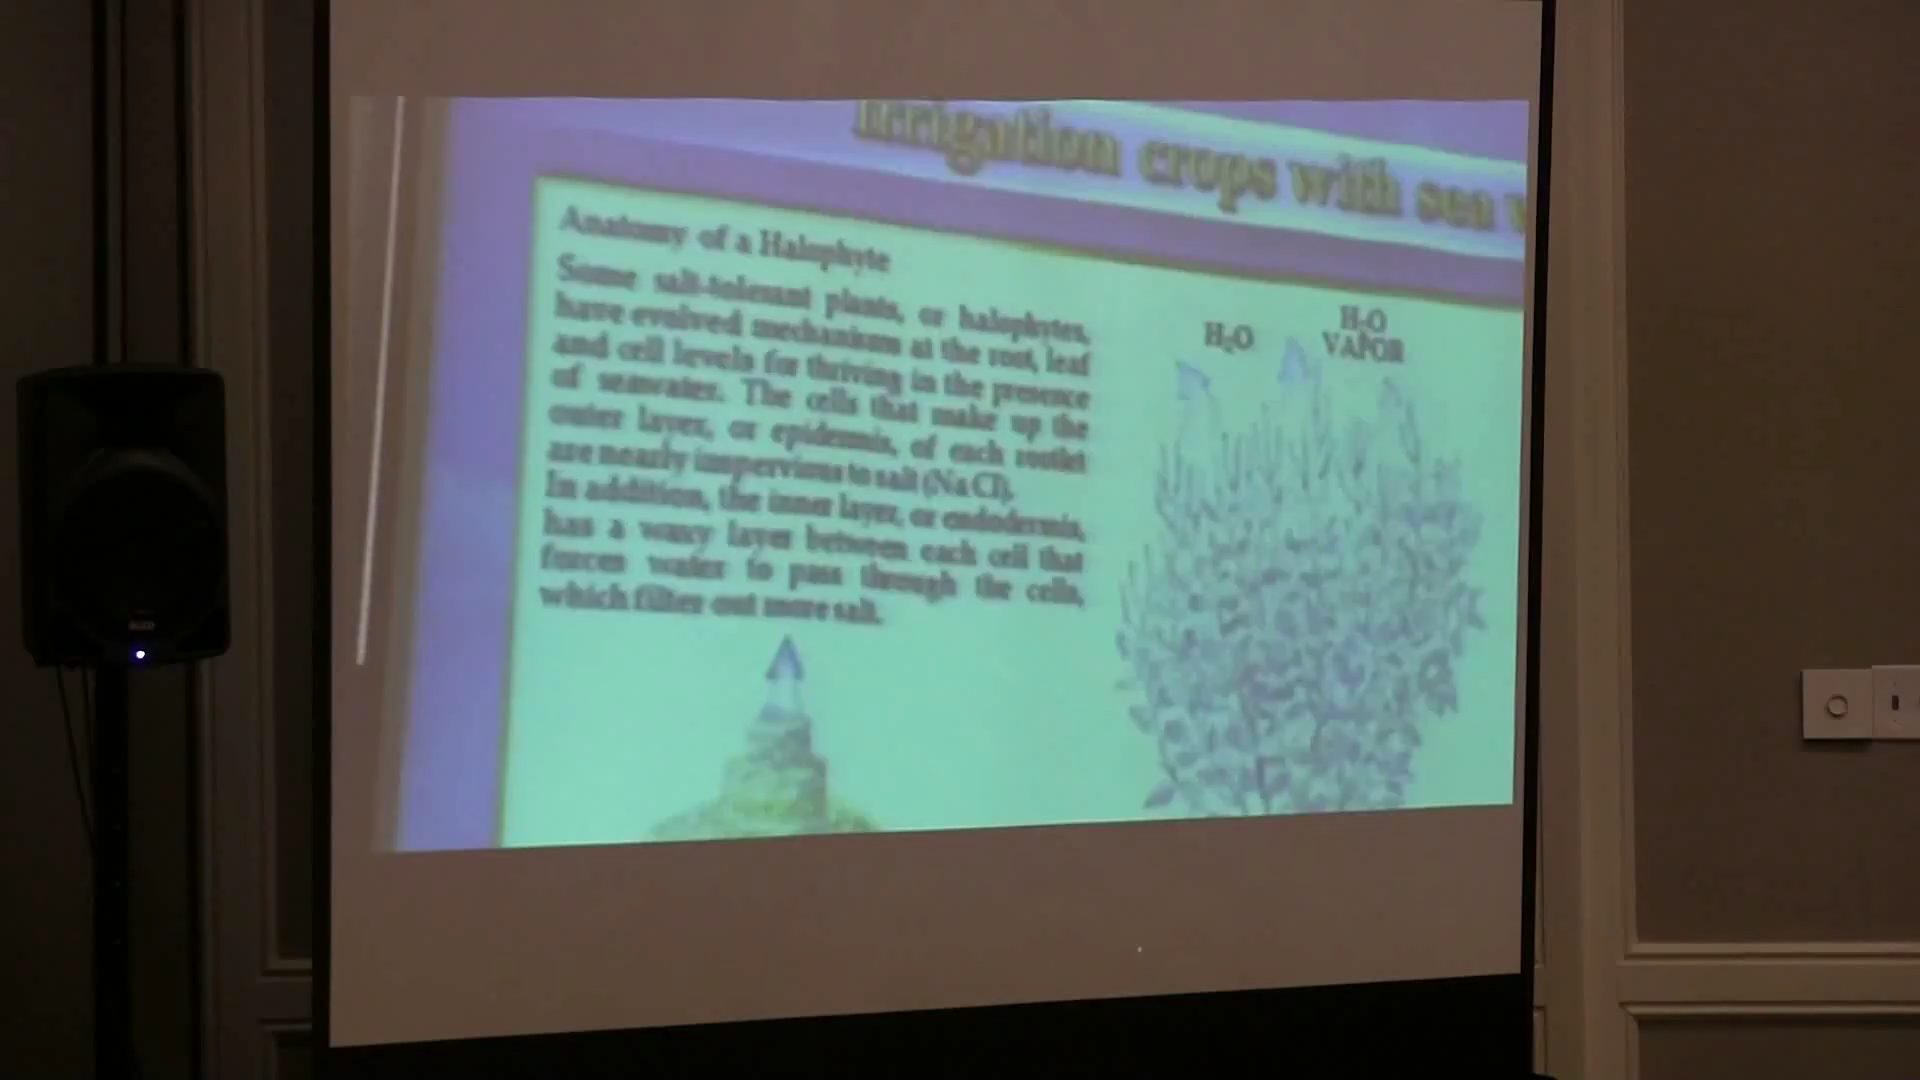 Irrigation crops with sea
Anatomy of a Halophyte
Some salt-tolerant plants, or halophytes,
have evolved mechanisms at the root, leaf
and cell levels for thriving in the presence
of seawater. The cells that make up the
outer layer, or epidermis, of each rootlet
are nearly impervious to salt (NaCl).
In addition, the inner layer, or endodermis,
has a waxy layer between each cell that
forces water to pass through the cells,
which filter out more salt.
H₂O
H₂O
VAPOR